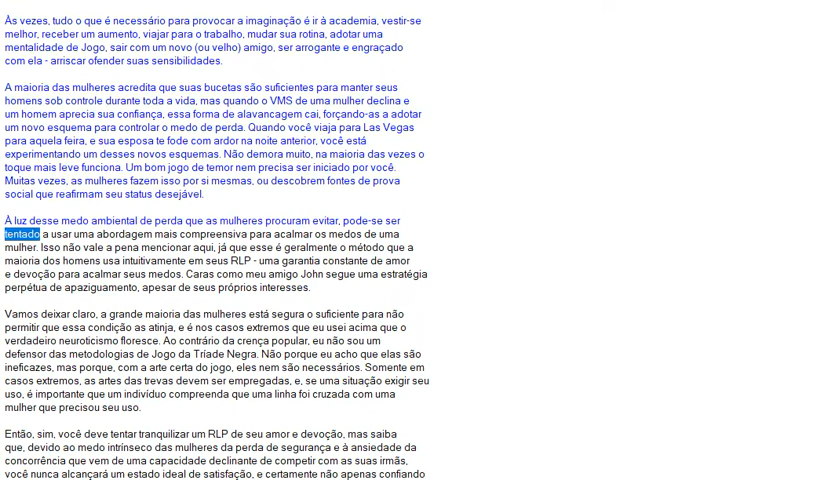 Às vezes, tudo o que é necessário para provocar a imaginação é ir à academia, vestir-se
melhor, receber um aumento, viajar para o trabalho, mudar sua rotina, adotar uma
mentalidade de Jogo, sair com um novo (ou velho) amigo, ser arrogante e engraçado
com ela - arriscar ofender suas sensibilidades.
A maioria das mulheres acredita que suas bucetas são suficientes para manter seus
homens sob controle durante toda a vida, mas quando o VMS de uma mulher declina e
um homem aprecia sua confiança, essa forma de alavancagem cai, forçando-as a adotar
um novo esquema para controlar o medo de perda. Quando você viaja para Las Vegas
para aquela feira, e sua esposa te fode com ardor na noite anterior, você está
experimentando um desses novos esquemas. Não demora muito, na maioria das vezes o
toque mais leve funciona. Um bom jogo de temor nem precisa ser iniciado por você.
Muitas vezes, as mulheres fazem isso por si mesmas, ou descobrem fontes de prova
social que reafirmam seu status desejável.
À luz desse medo ambiental de perda que as mulheres procuram evitar, pode-se ser
tentado a usar uma abordagem mais compreensiva para acalmar os medos de uma
mulher. Isso não vale a pena mencionar aqui, já que esse é geralmente o método que a
maioria dos homens usa intuitivamente em seus RLP - uma garantia constante de amor
e devoção para acalmar seus medos. Caras como meu amigo John segue uma estratégia
perpétua de apaziguamento, apesar de seus próprios interesses.
Vamos deixar claro, a grande maioria das mulheres está segura o suficiente para não
permitir que essa condição as atinja, e é nos casos extremos que eu usei acima que o
verdadeiro neuroticismo floresce. Ao contrário da crença popular, eu não sou um
defensor das metodologias de Jogo da Tríade Negra. Não porque eu acho que elas são
ineficazes, mas porque, com a arte certa do jogo, eles nem são necessários. Somente em
casos extremos, as artes das trevas devem ser empregadas, e, se uma situação exigir seu
uso, é importante que um indivíduo compreenda que uma linha foi cruzada com uma
mulher que precisou seu uso.
Então, sim, você deve tentar tranquilizar um RLP de seu amor e devoção, mas saiba
que, devido ao medo intrínseco das mulheres da perda de segurança e à ansiedade da
concorrência que vem de uma capacidade declinante de competir com as suas irmãs,
você nunca alcançará um estado ideal de satisfação, e certamente não apenas confiando